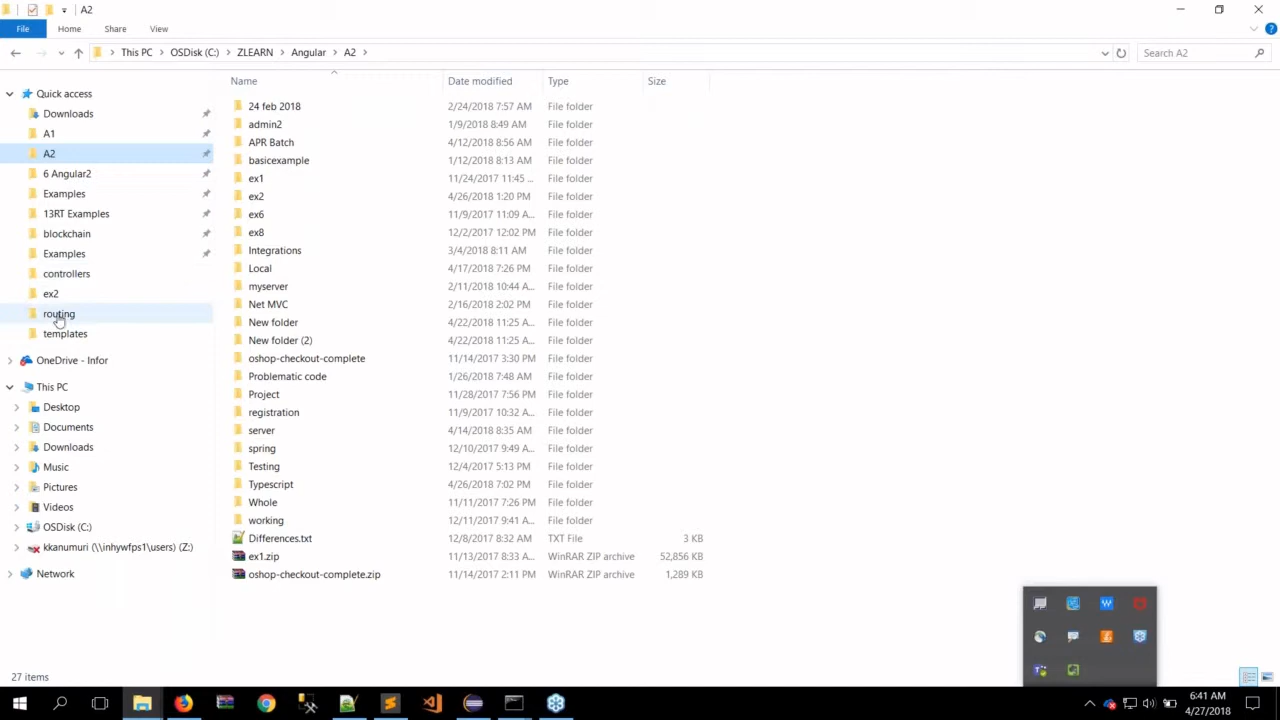 A2
File Home Share View
This PC OSDisk (C:) ZLEARN Angular A2 Search A2
Name Date modified Type Size
Quick access
Downloads
A1
A2
6 Angular2
Examples
13RT Examples
blockchain
Examples
controllers
ex2
routing
templates
OneDrive - Infor
This PC
Desktop
Documents
Downloads
Music
Pictures
Videos
OSDisk (C:)
kkanumuri (\\inhywfps1\users) (Z:)
Network
24 feb 2018 2/24/2018 7:57 AM File folder
admin2 1/9/2018 8:49 AM File folder
APR Batch 4/12/2018 8:56 AM File folder
basicexample 1/12/2018 8:13 AM File folder
ex1 11/24/2017 11:45 ... File folder
ex2 4/26/2018 1:20 PM File folder
ex6 11/9/2017 11:09 A... File folder
ex8 12/2/2017 12:02 PM File folder
Integrations 3/4/2018 8:11 AM File folder
Local 4/17/2018 7:26 PM File folder
myserver 2/11/2018 10:44 A... File folder
Net MVC 2/16/2018 2:02 PM File folder
New folder 4/22/2018 11:25 A... File folder
New folder (2) 4/22/2018 11:25 A... File folder
oshop-checkout-complete 11/14/2017 3:30 PM File folder
Problematic code 1/26/2018 7:48 AM File folder
Project 11/28/2017 7:56 PM File folder
registration 11/9/2017 10:32 A... File folder
server 4/14/2018 8:35 AM File folder
spring 12/10/2017 9:49 A... File folder
Testing 12/4/2017 5:13 PM File folder
Typescript 4/26/2018 7:02 PM File folder
Whole 11/11/2017 7:26 PM File folder
working 12/11/2017 9:41 A... File folder
Differences.txt 12/8/2017 8:32 AM TXT File 3 KB
ex1.zip 11/13/2017 8:33 A... WinRAR ZIP archive 52,856 KB
oshop-checkout-complete.zip 11/14/2017 2:11 PM WinRAR ZIP archive 1,289 KB
27 items
6:41 AM
4/27/2018